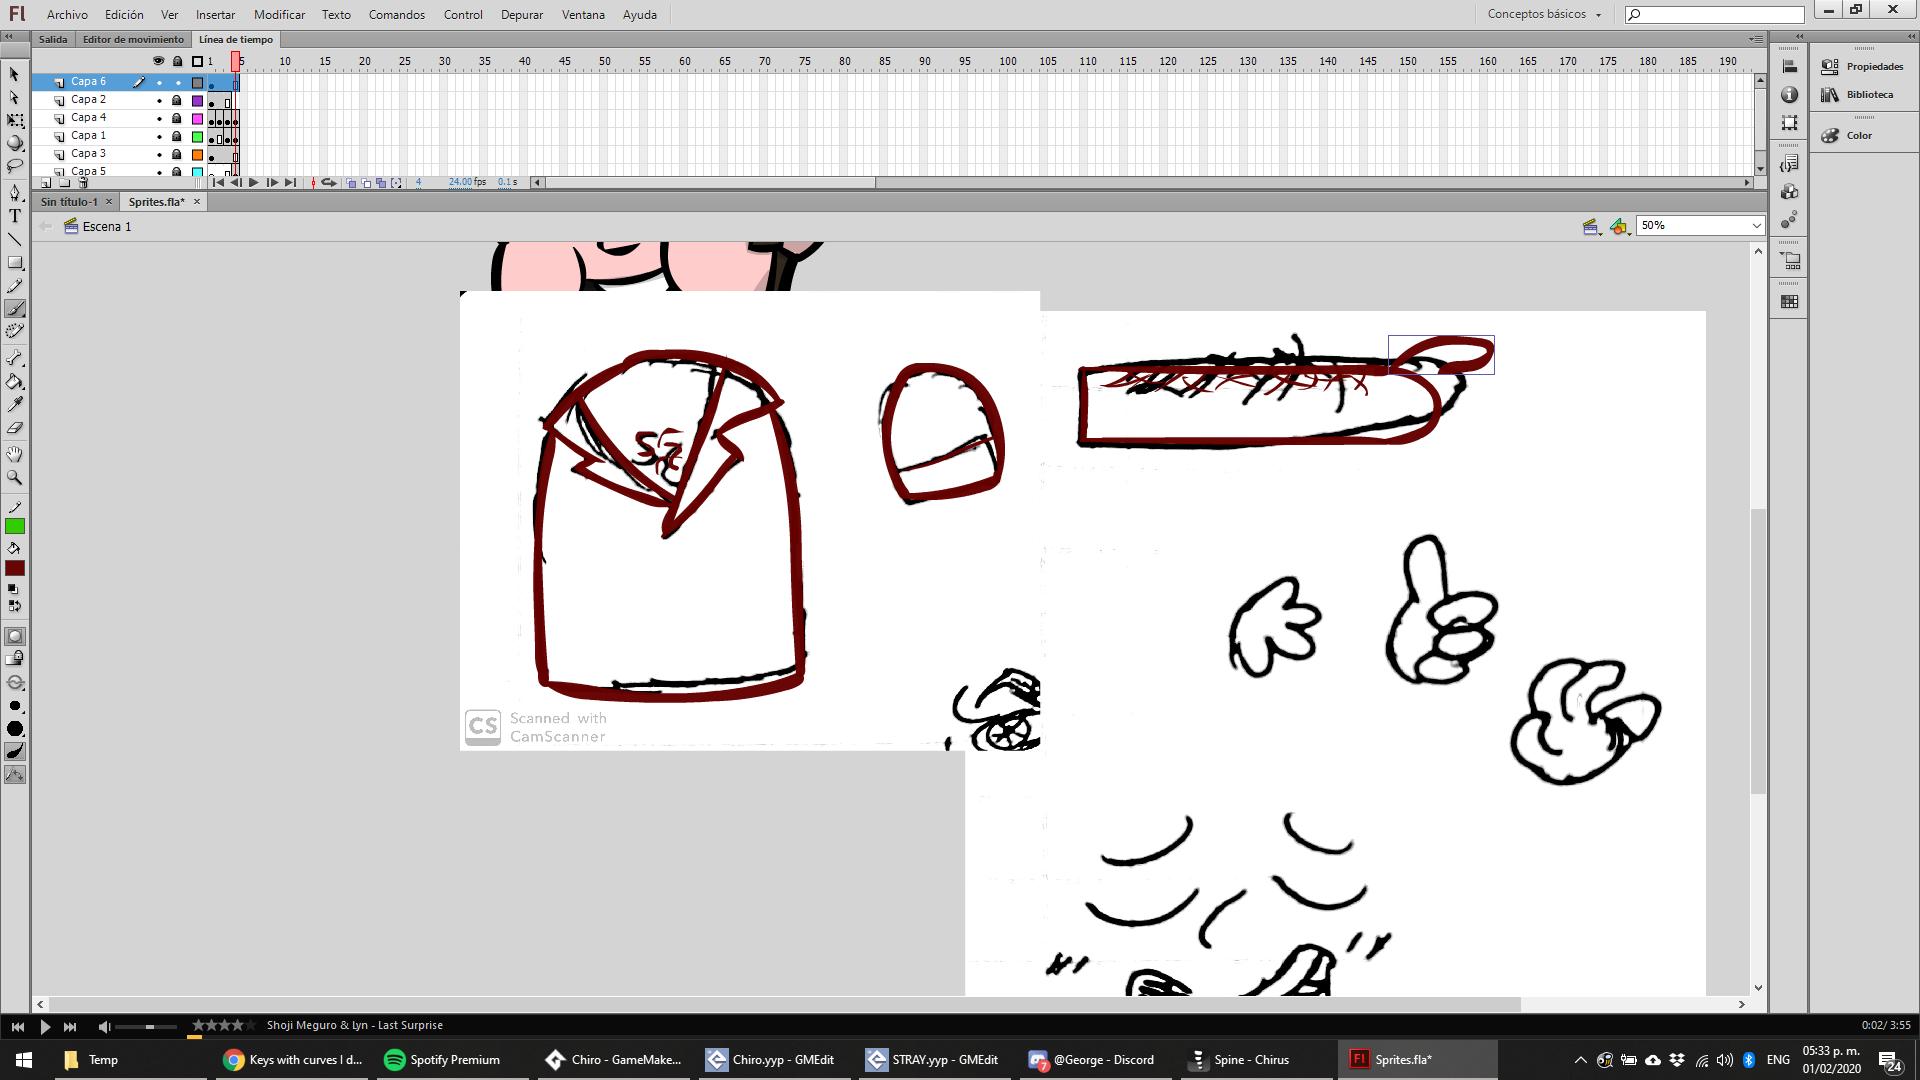 Fl Archivo Edición Ver Insertar Modificar Texto Comandos Control Depurar Ventana Ayuda Conceptos básicos
Salida Editor de movimiento Línea de tiempo
1 5 10 15 20 25 30 35 40 45 50 55 60 65 70 75 80 85 90 95 100 105 110 115 120 125 130 135 140 145 150 155 160 165 170 175 180 185 190
Capa 6
Capa 2
Capa 4
Capa 1
Capa 3
Capa 5
4 24.00 fps 0.1 s
Sin título-1 Sprites.fla*
Escena 1
50%
Propiedades
Biblioteca
Color
CS Scanned with
CamScanner
Shoji Meguro & Lyn - Last Surprise
0:02 / 3:55
Temp
Keys with curves I d...
Spotify Premium
Chiro - GameMake...
Chiro.yyp - GMEdit
STRAY.yyp - GMEdit
7 @George - Discord
Spine - Chirus
Fl Sprites.fla*
ENG
05:33 p. m.
01/02/2020
24